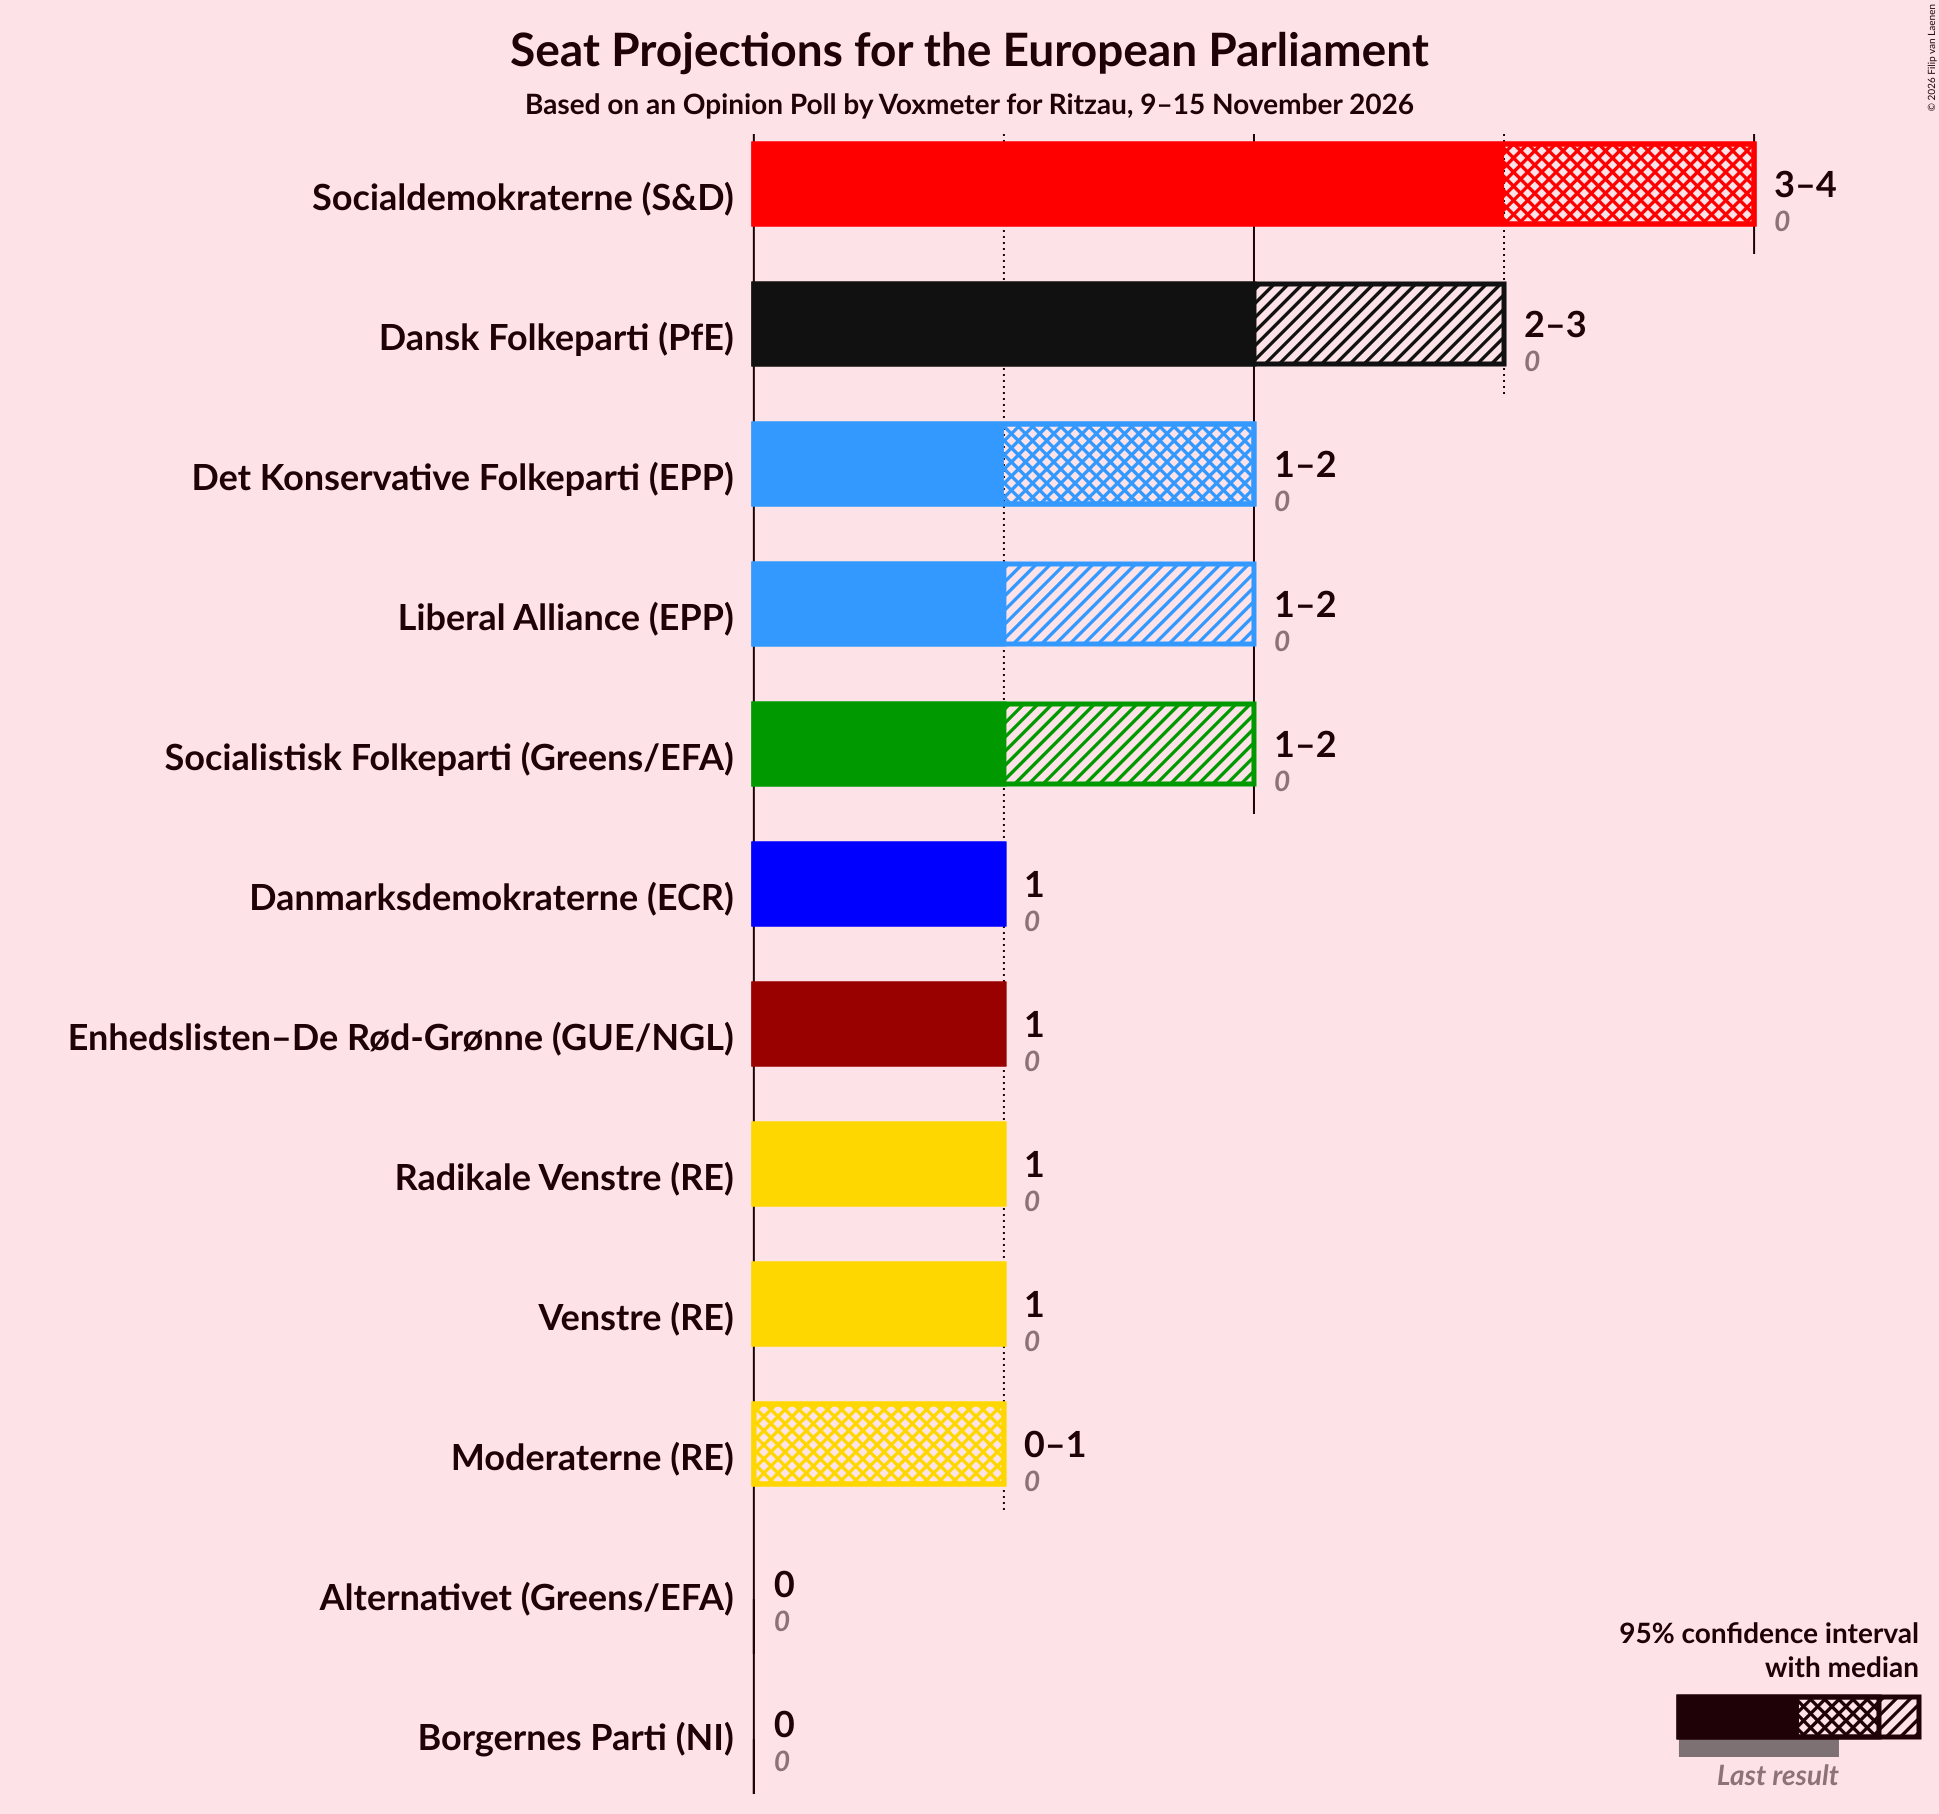 Seat Projections for the European Parliament
Based on an Opinion Poll by Voxmeter for Ritzau, 9–15 November 2026
© 2026 Filip van Laenen
Socialdemokraterne (S&D)
3–4
0
Dansk Folkeparti (PfE)
2–3
0
Det Konservative Folkeparti (EPP)
1–2
0
Liberal Alliance (EPP)
1–2
0
Socialistisk Folkeparti (Greens/EFA)
1–2
0
Danmarksdemokraterne (ECR)
1
0
Enhedslisten–De Rød-Grønne (GUE/NGL)
1
0
Radikale Venstre (RE)
1
0
Venstre (RE)
1
0
Moderaterne (RE)
0–1
0
Alternativet (Greens/EFA)
0
0
Borgernes Parti (NI)
0
0
95% confidence interval
with median
Last result